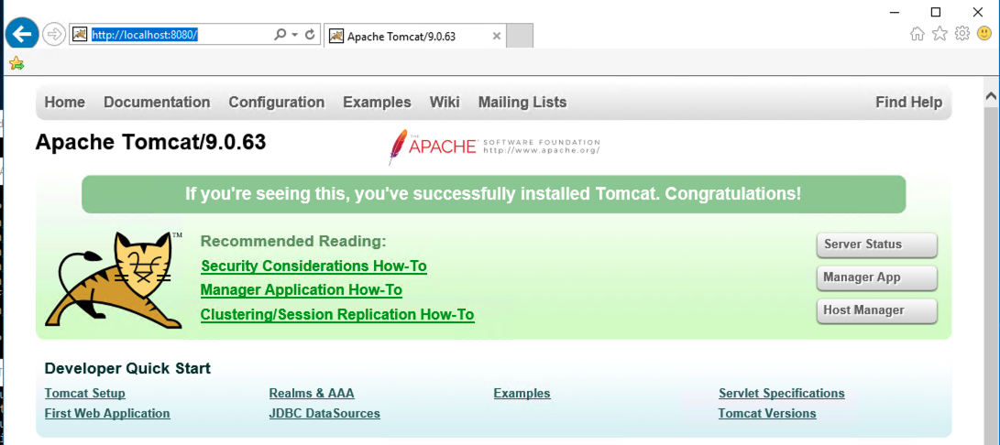 http://localhost:8080/
Apache Tomcat/9.0.63
Home Documentation Configuration Examples Wiki Mailing Lists Find Help
Apache Tomcat/9.0.63
THE APACHE SOFTWARE FOUNDATION
http://www.apache.org/
If you're seeing this, you've successfully installed Tomcat. Congratulations!
TM
Recommended Reading:
Security Considerations How-To
Manager Application How-To
Clustering/Session Replication How-To
Server Status
Manager App
Host Manager
Developer Quick Start
Tomcat Setup
First Web Application
Realms & AAA
JDBC DataSources
Examples
Servlet Specifications
Tomcat Versions